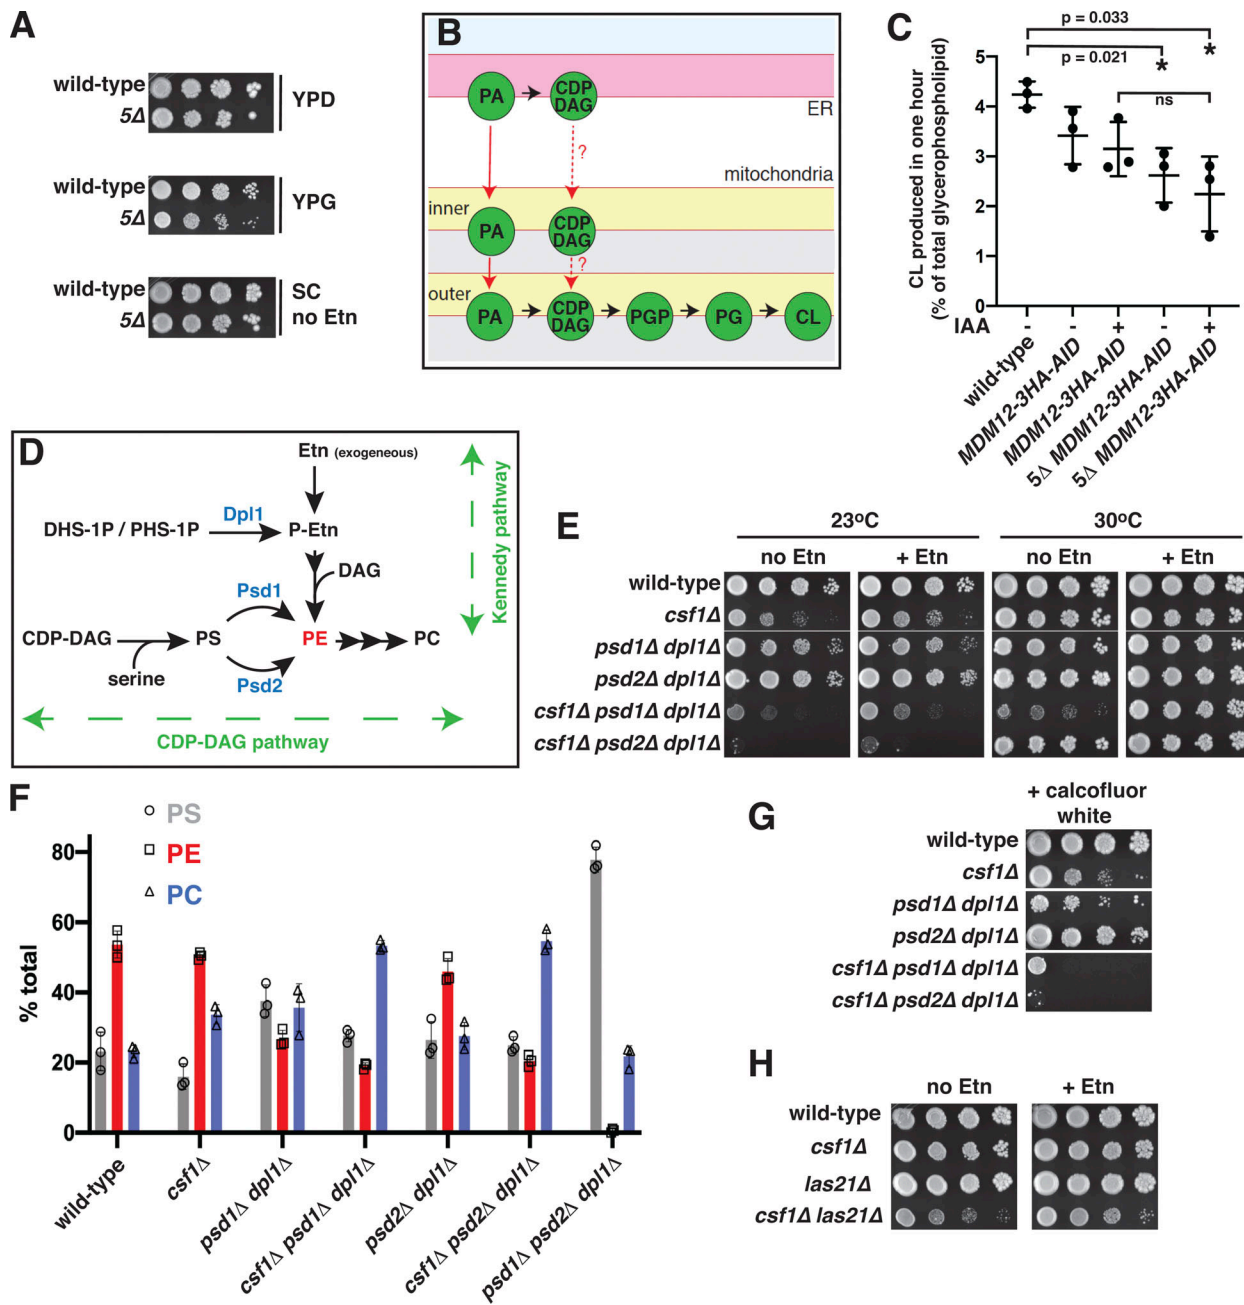 A
wild-type
5Δ
YPD
wild-type
5Δ
YPG
wild-type
5Δ
SC
no Etn
B
PA
CDP
DAG
ER
?
mitochondria
inner
PA
CDP
DAG
?
outer
PA
CDP
DAG
PGP
PG
CL
C
p = 0.033
p = 0.021
*
*
ns
CL produced in one hour
(% of total glycerophospholipid)
5
4
3
2
1
0
IAA
-
-
+
-
+
wild-type
MDM12-3HA-AID
MDM12-3HA-AID
5Δ MDM12-3HA-AID
5Δ MDM12-3HA-AID
D
Etn (exogeneous)
DHS-1P / PHS-1P
Dpl1
P-Etn
DAG
Psd1
CDP-DAG
PS
PE
PC
serine
Psd2
Kennedy pathway
CDP-DAG pathway
E
23ºC
30ºC
no Etn
+ Etn
no Etn
+ Etn
wild-type
csf1Δ
psd1Δ dpl1Δ
psd2Δ dpl1Δ
csf1Δ psd1Δ dpl1Δ
csf1Δ psd2Δ dpl1Δ
F
PS
PE
PC
% total
80
60
40
20
0
wild-type
csf1Δ
psd1Δ dpl1Δ
csf1Δ psd1Δ dpl1Δ
psd2Δ dpl1Δ
csf1Δ psd2Δ dpl1Δ
psd1Δ psd2Δ dpl1Δ
G
+ calcofluor
white
wild-type
csf1Δ
psd1Δ dpl1Δ
psd2Δ dpl1Δ
csf1Δ psd1Δ dpl1Δ
csf1Δ psd2Δ dpl1Δ
H
no Etn
+ Etn
wild-type
csf1Δ
las21Δ
csf1Δ las21Δ